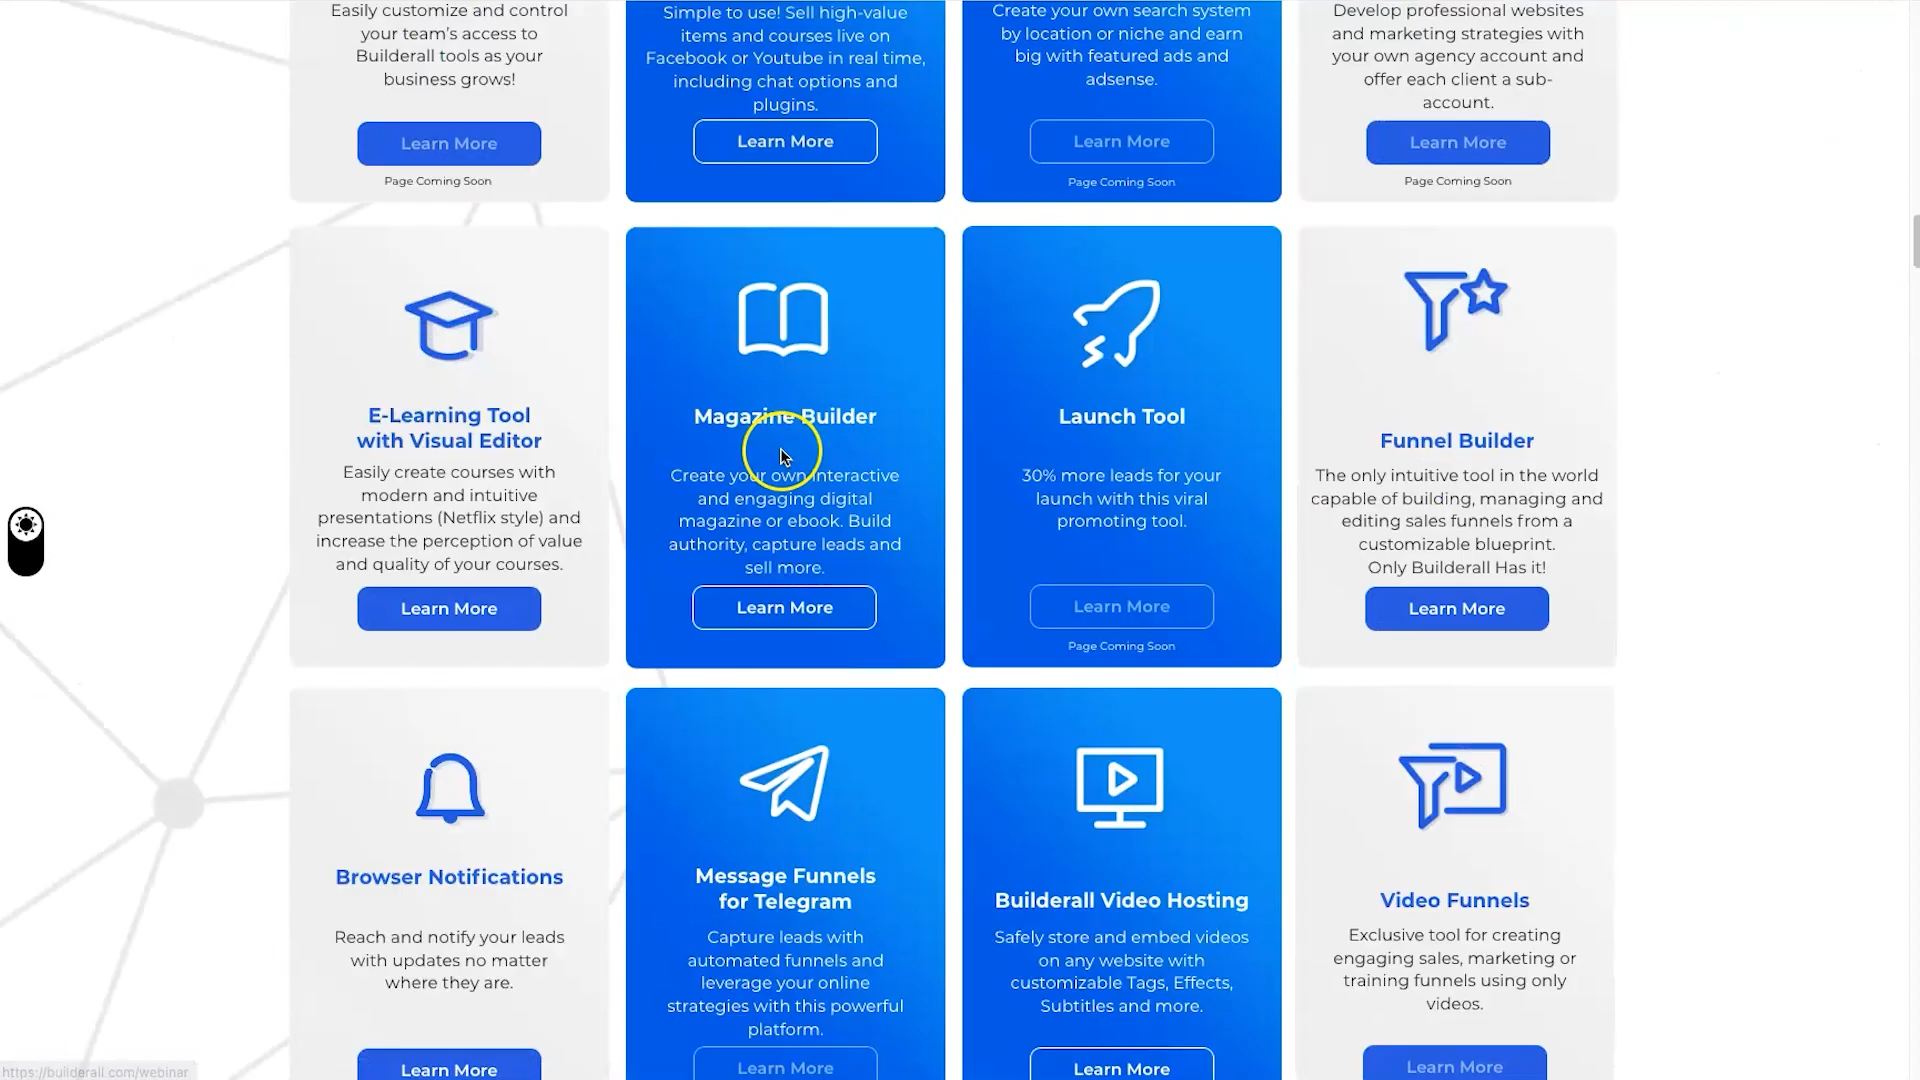 Easily customize and control
your team's access to
Builderall tools as your
business grows!
Learn More
Page Coming Soon
Simple to use! Sell high-value
items and courses live on
Facebook or Youtube in real time,
including chat options and
plugins.
Learn More
Create your own search system
by location or niche and earn
big with featured ads and
adsense.
Learn More
Page Coming Soon
Develop professional websites
and marketing strategies with
your own agency account and
offer each client a sub-
account.
Learn More
Page Coming Soon
E-Learning Tool
with Visual Editor
Easily create courses with
modern and intuitive
presentations (Netflix style) and
increase the perception of value
and quality of your courses.
Learn More
Magazine Builder
Create your own interactive
and engaging digital
magazine or ebook. Build
authority, capture leads and
sell more.
Learn More
Launch Tool
30% more leads for your
launch with this viral
promoting tool.
Learn More
Page Coming Soon
Funnel Builder
The only intuitive tool in the world
capable of building, managing and
editing sales funnels from a
customizable blueprint.
Only Builderall Has it!
Learn More
Browser Notifications
Reach and notify your leads
with updates no matter
where they are.
Learn More
Message Funnels
for Telegram
Capture leads with
automated funnels and
leverage your online
strategies with this powerful
platform.
Learn More
Builderall Video Hosting
Safely store and embed videos
on any website with
customizable Tags, Effects,
Subtitles and more.
Learn More
Video Funnels
Exclusive tool for creating
engaging sales, marketing or
training funnels using only
videos.
Learn More
https://builderall.com/webinar